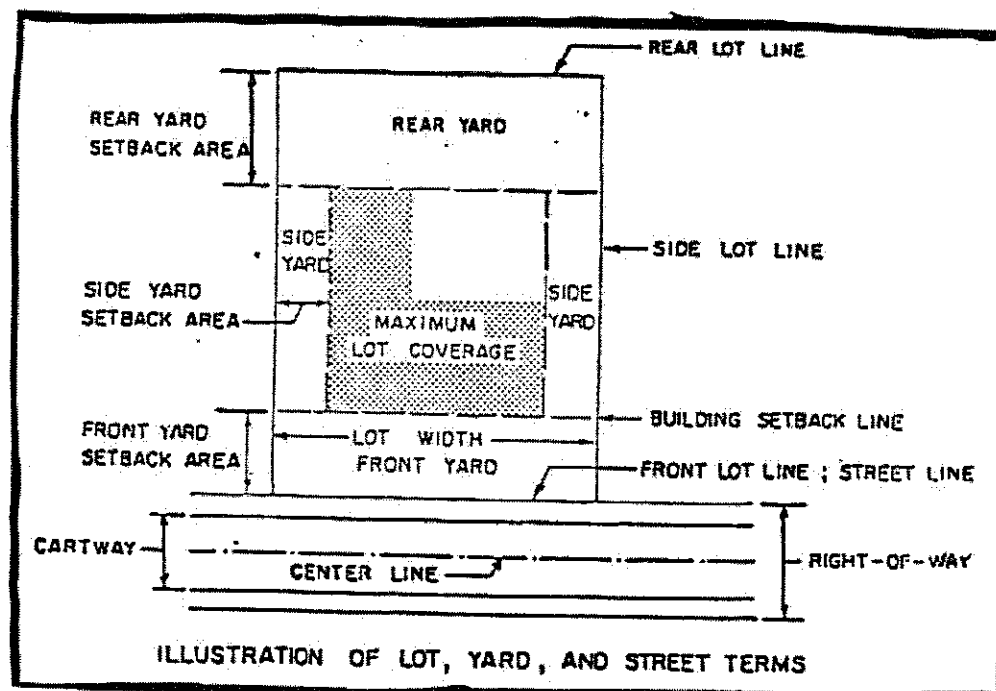 REAR LOT LINE
REAR YARD
SETBACK AREA
REAR YARD
SIDE
YARD
SIDE LOT LINE
SIDE YARD
SETBACK AREA
SIDE
YARD
MAXIMUM
LOT COVERAGE
BUILDING SETBACK LINE
FRONT YARD
SETBACK AREA
LOT WIDTH
FRONT YARD
FRONT LOT LINE ; STREET LINE
CARTWAY
CENTER LINE
RIGHT-OF-WAY
ILLUSTRATION OF LOT, YARD, AND STREET TERMS